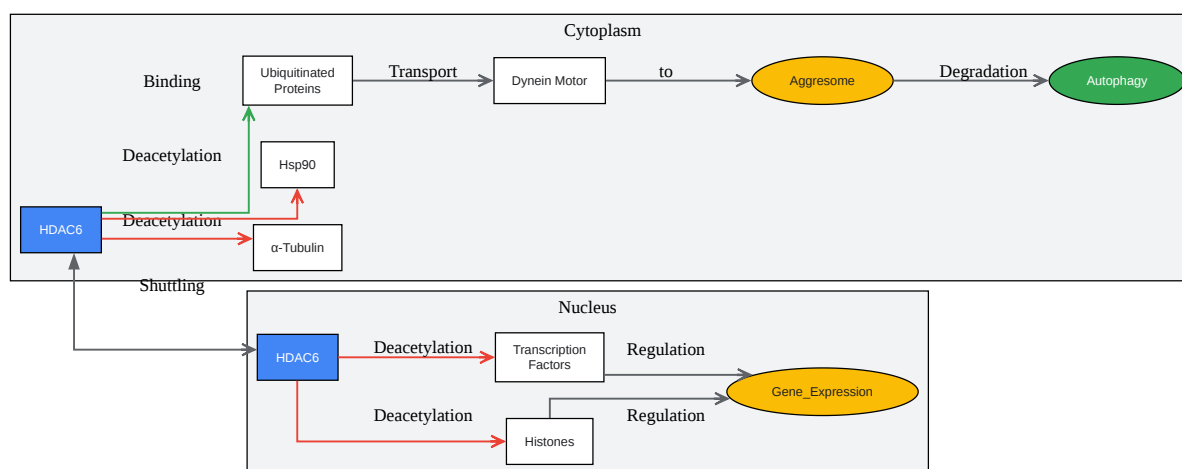 Cytoplasm
Binding
Ubiquitinated
Proteins
Transport
Dynein Motor
to
Aggresome
Degradation
Autophagy
Deacetylation
Hsp90
HDAC6
Deacetylation
α-Tubulin
Shuttling
Nucleus
HDAC6
Deacetylation
Transcription
Factors
Regulation
Gene_Expression
Deacetylation
Histones
Regulation